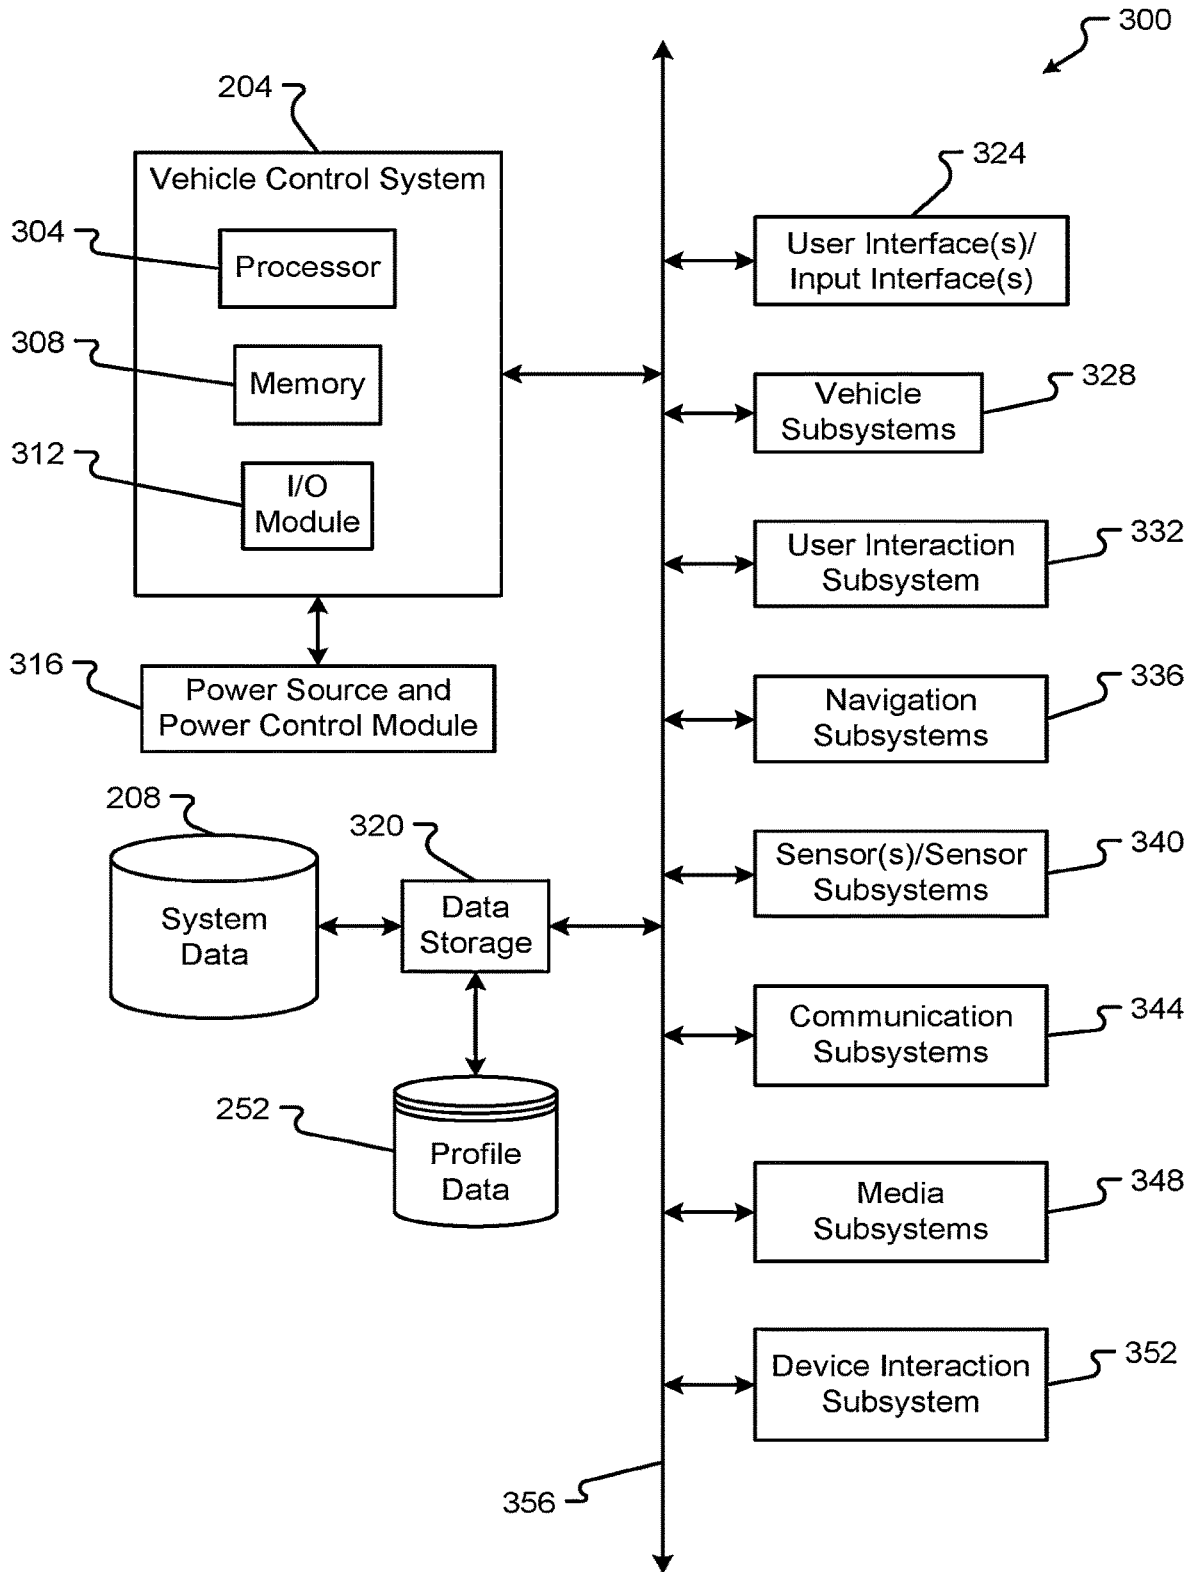 300
204
Vehicle Control System
304
Processor
308
Memory
312
I/O
Module
316
Power Source and
Power Control Module
208
System
Data
320
Data
Storage
252
Profile
Data
324
User Interface(s)/
Input Interface(s)
328
Vehicle
Subsystems
332
User Interaction
Subsystem
336
Navigation
Subsystems
340
Sensor(s)/Sensor
Subsystems
344
Communication
Subsystems
348
Media
Subsystems
352
Device Interaction
Subsystem
356